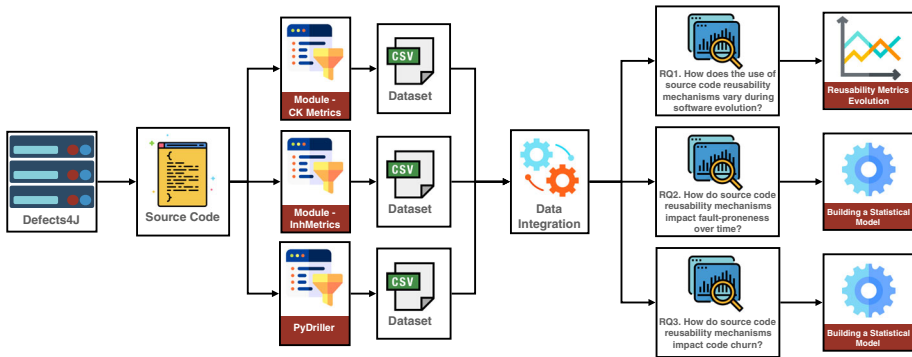 Defects4J
{
}
Source Code
Module -
CK Metrics
CSV
Dataset
Module -
InhMetrics
CSV
Dataset
PyDriller
CSV
Dataset
Data
Integration
RQ1. How does the use of
source code reusability
mechanisms vary during
software evolution?
Reusability Metrics
Evolution
RQ2. How do source code
reusability mechanisms
impact fault-proneness
over time?
Building a Statistical
Model
RQ3. How do source code
reusability mechanisms
impact code churn?
Building a Statistical
Model